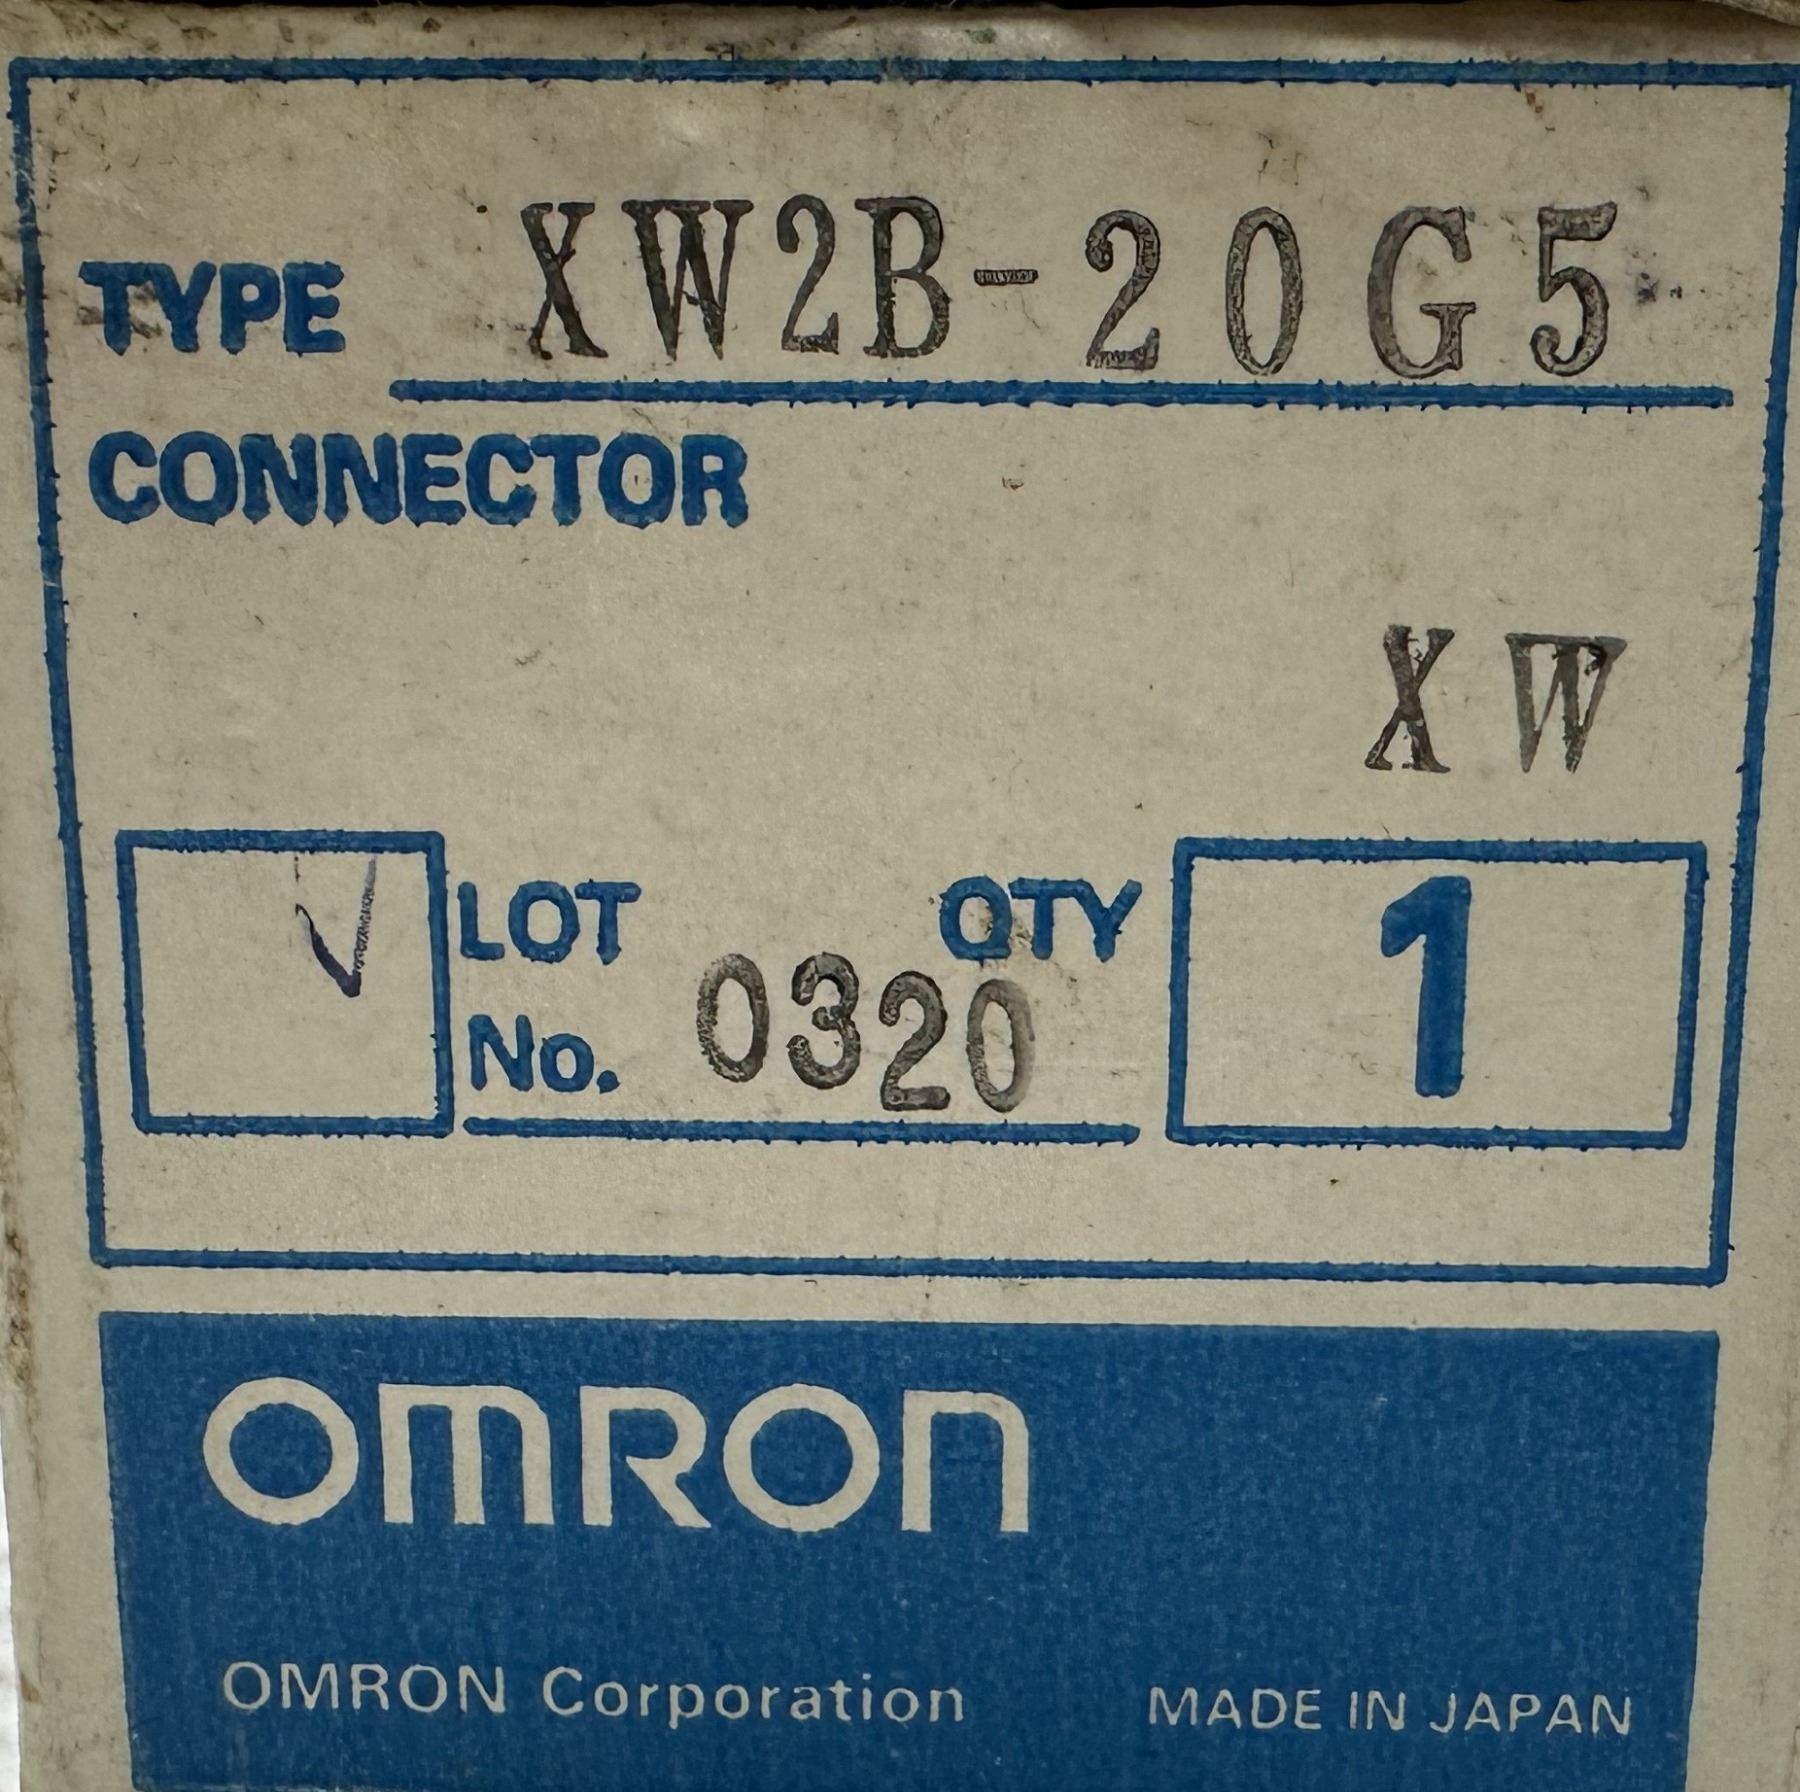 TYPE XW2B-20G5
CONNECTOR
XW
LOT No. 0320 QTY 1
OMRON
OMRON Corporation MADE IN JAPAN